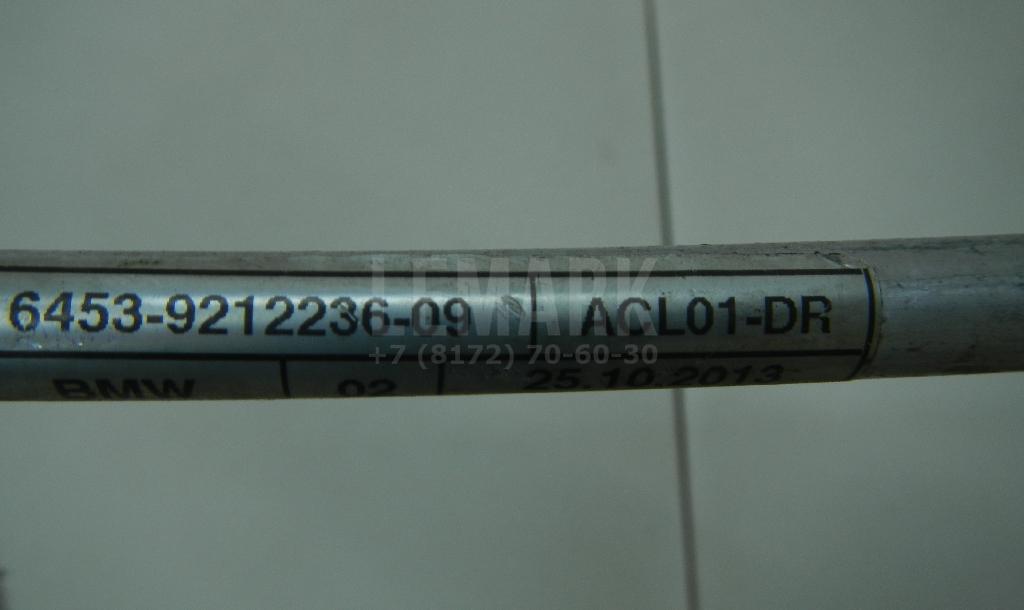 6453-9212236-09 ACL01-DR
BMW 02 25.10.2013
LEMARK
+7 (8172) 70-60-30